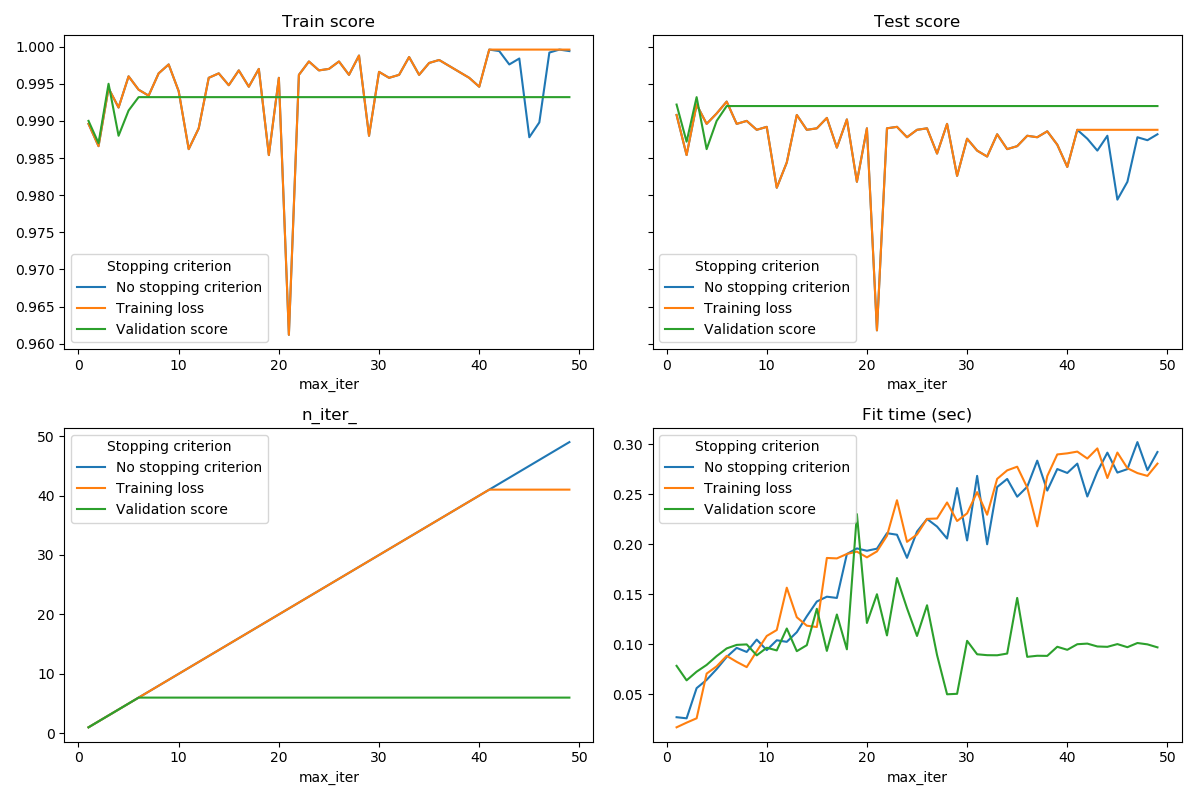 Train score
1.000
0.995
0.990
0.985
0.980
0.975
0.970
0.965
0.960
Stopping criterion
No stopping criterion
Training loss
Validation score
0 10 20 30 40 50
max_iter
Test score
Stopping criterion
No stopping criterion
Training loss
Validation score
0 10 20 30 40 50
max_iter
n_iter_
50
40
30
20
10
0
Stopping criterion
No stopping criterion
Training loss
Validation score
0 10 20 30 40 50
max_iter
Fit time (sec)
0.30
0.25
0.20
0.15
0.10
0.05
Stopping criterion
No stopping criterion
Training loss
Validation score
0 10 20 30 40 50
max_iter